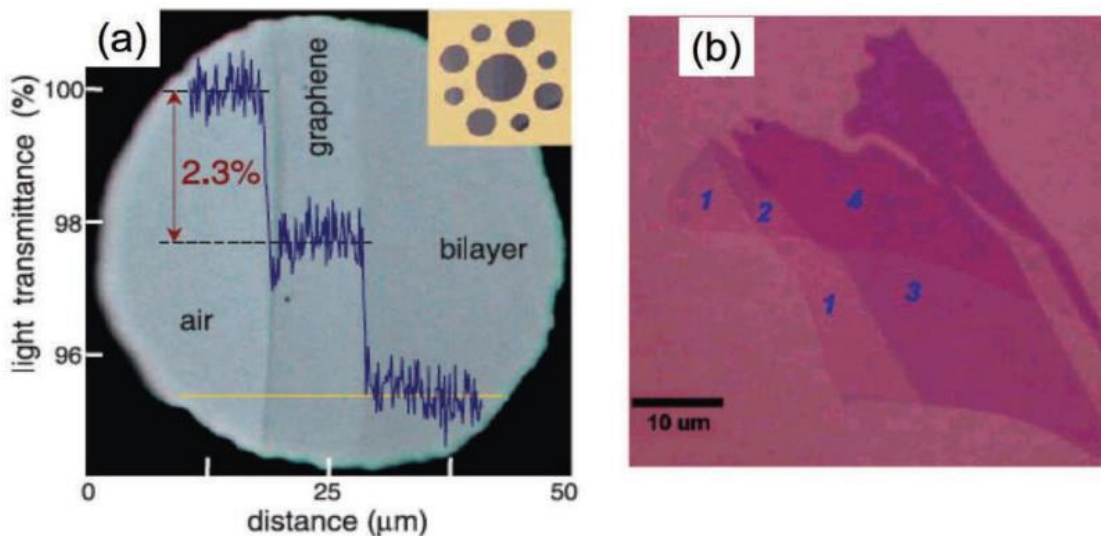 (a)
100
98
96
light transmittance (%)
2.3%
air
graphene
bilayer
0
25
50
distance (μm)
(b)
1
2
4
1
3
10 um